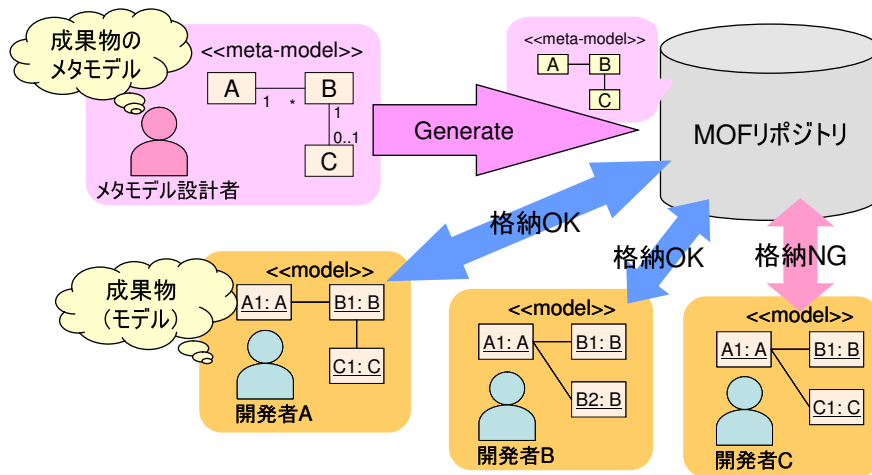 成果物の
メタモデル
<<meta-model>>
A
1
*
B
1
0..1
C
メタモデル設計者
Generate
<<meta-model>>
A
B
C
MOFリポジトリ
格納OK
格納OK
格納NG
成果物
(モデル)
<<model>>
A1: A
B1: B
C1: C
開発者A
<<model>>
A1: A
B1: B
B2: B
開発者B
<<model>>
A1: A
B1: B
C1: C
開発者C